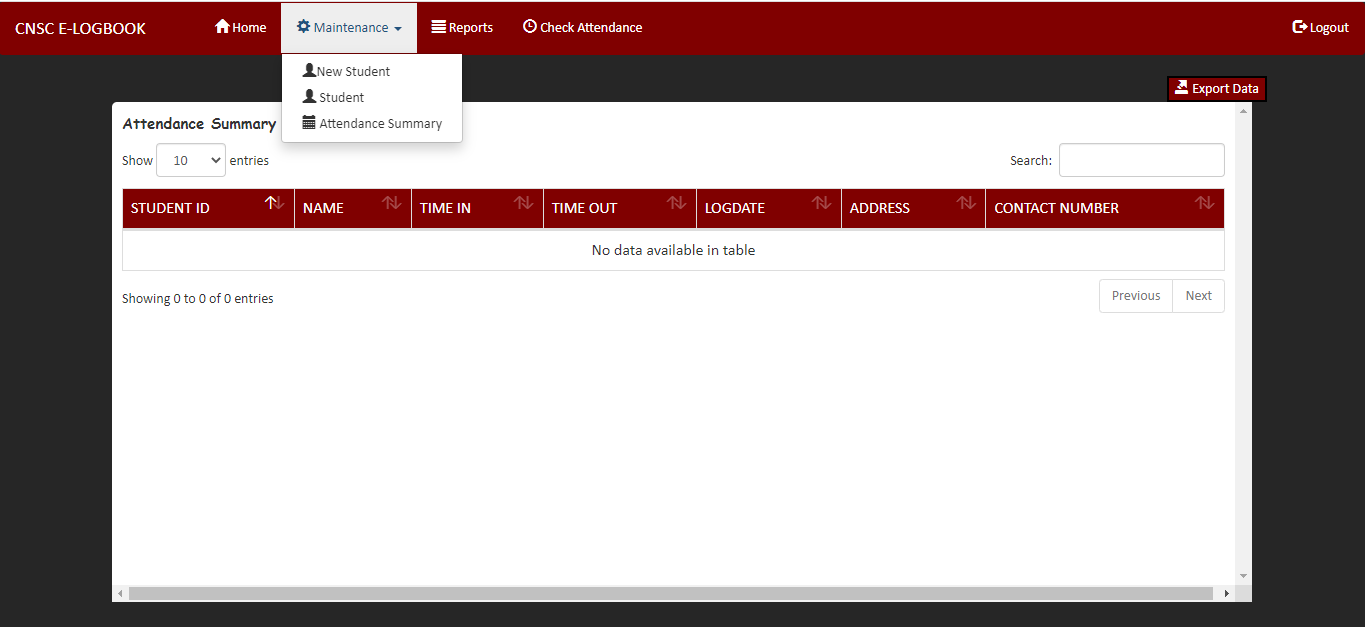 CNSC E-LOGBOOK Home Maintenance Reports Check Attendance Logout
New Student
Student
Attendance Summary
Export Data
Attendance Summary
Show 10 entries Search:
STUDENT ID NAME TIME IN TIME OUT LOGDATE ADDRESS CONTACT NUMBER
No data available in table
Showing 0 to 0 of 0 entries Previous Next